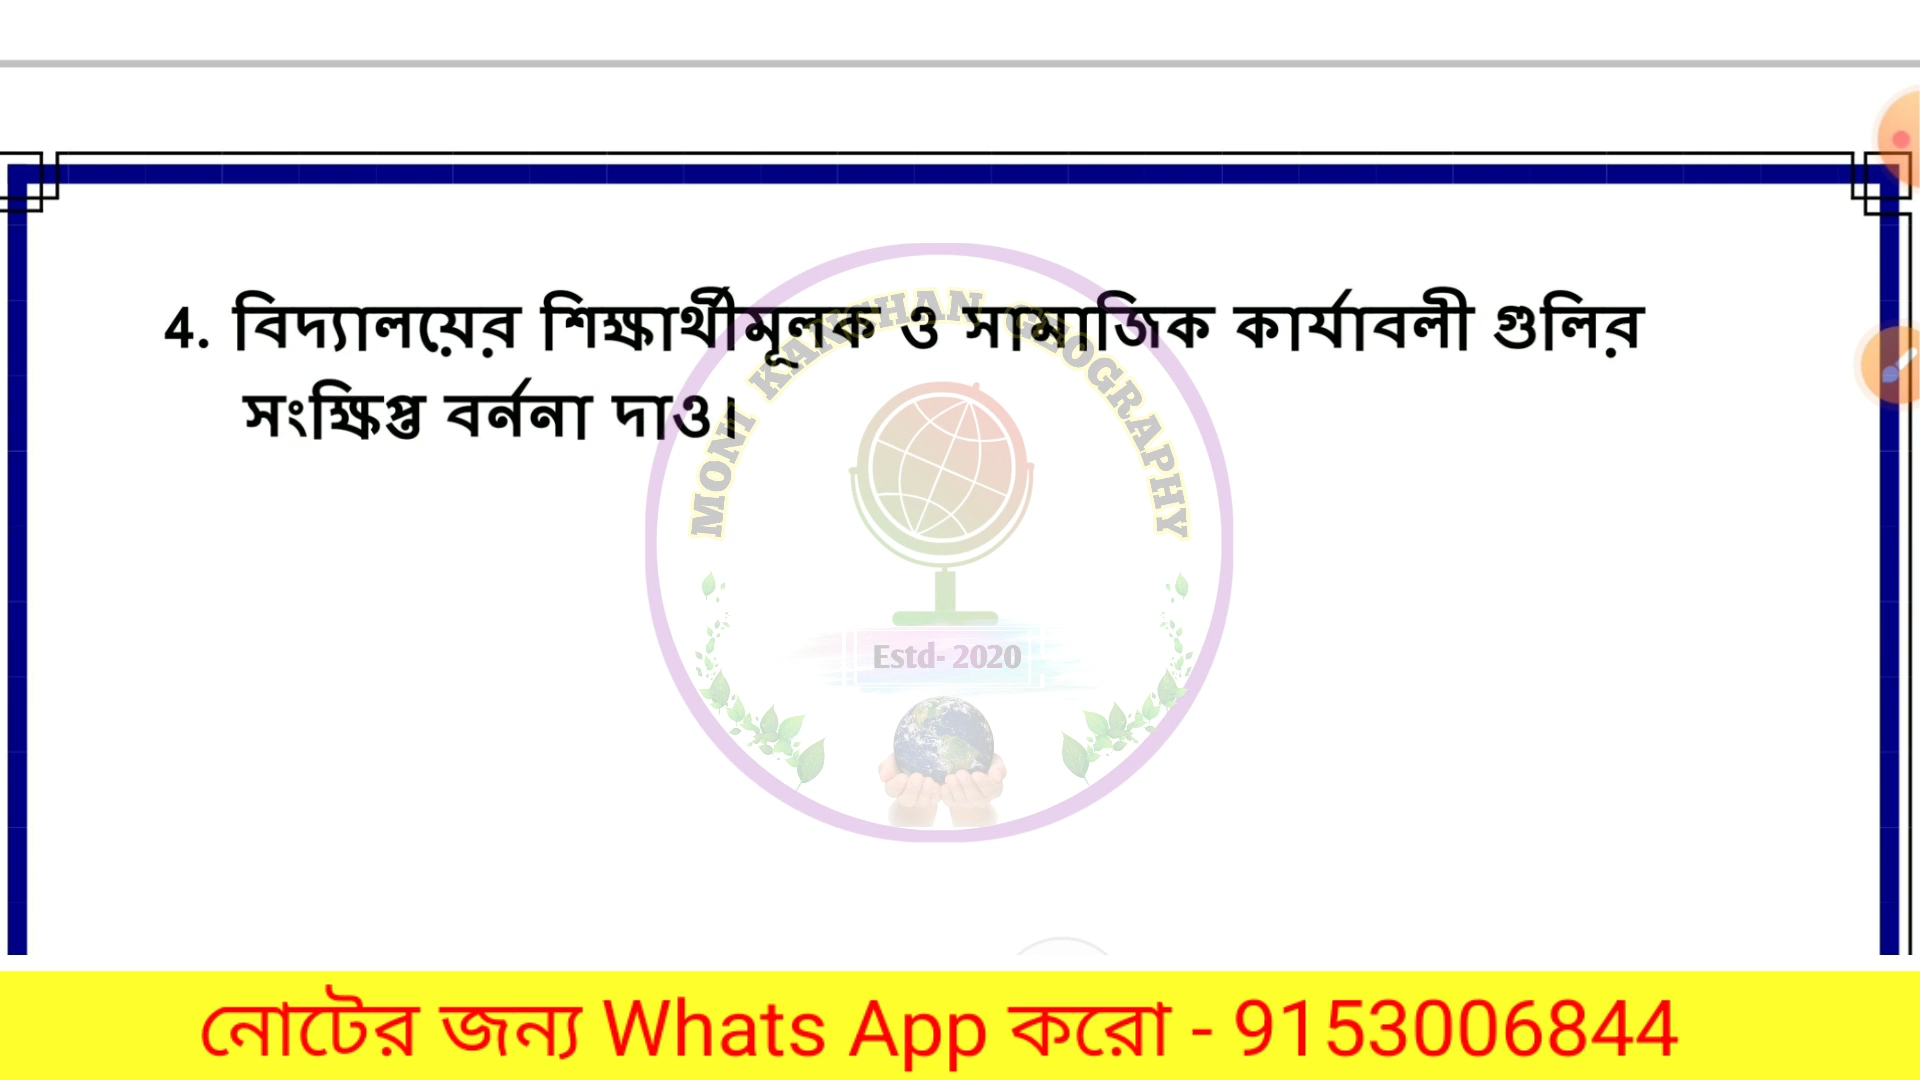 4. বিদ্যালয়ের শিক্ষার্থীমূলক ও সামাজিক কার্যাবলী গুলির
সংক্ষিপ্ত বর্ননা দাও।
MONI KANCHAN GEOGRAPHY
Estd- 2020
নোটের জন্য Whats App করো - 9153006844